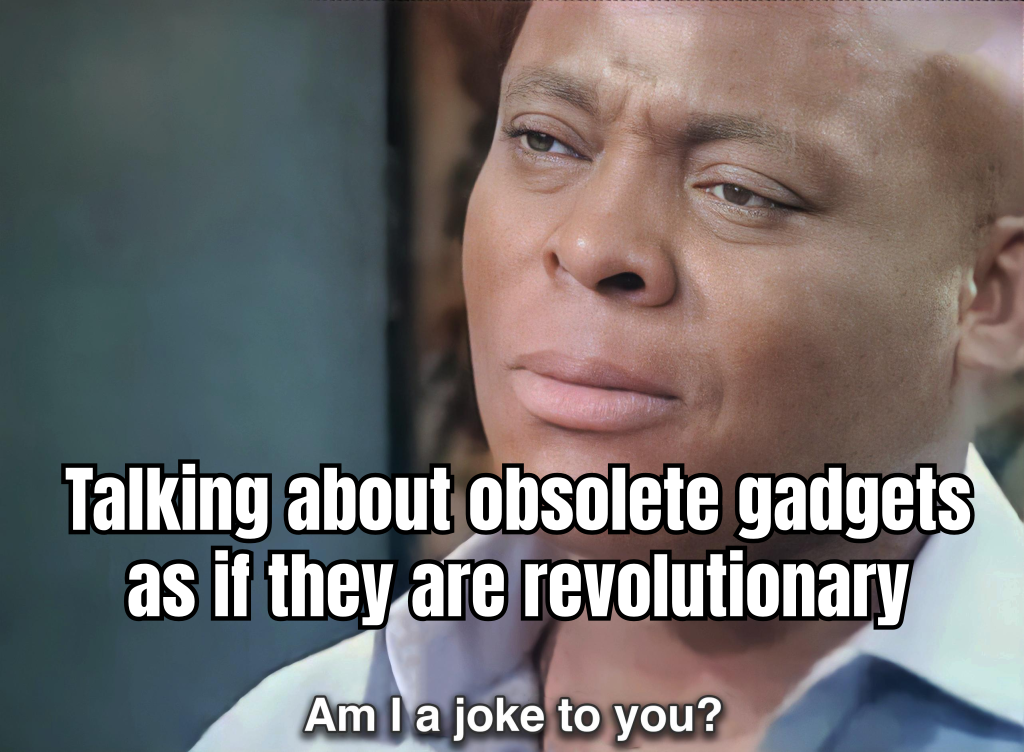 Talking about obsolete gadgets
as if they are revolutionary
Am I a joke to you?